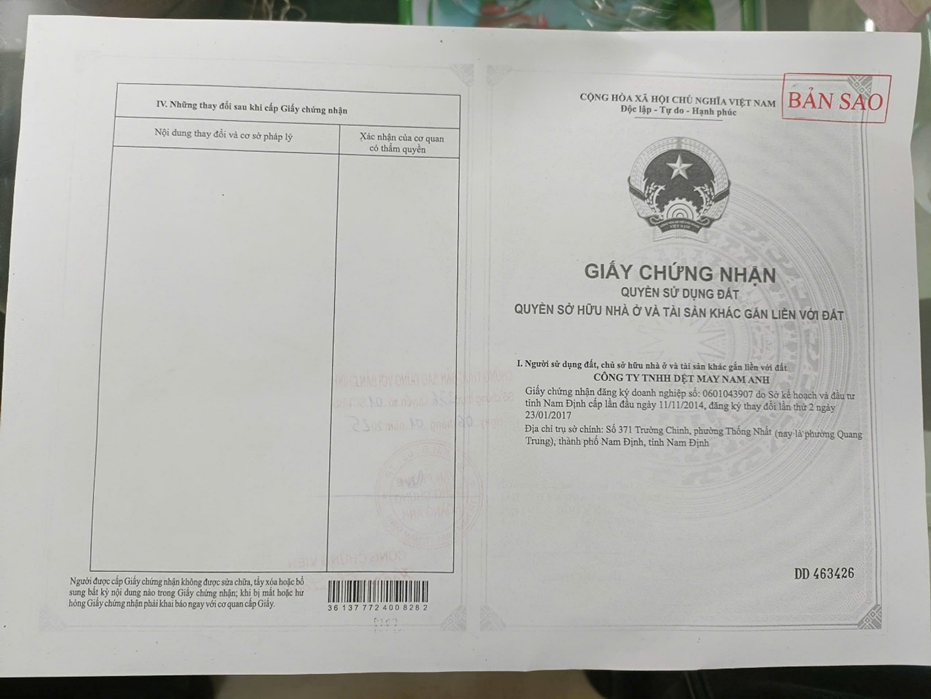 IV. Những thay đổi sau khi cấp Giấy chứng nhận
Nội dung thay đổi và cơ sở pháp lý
Xác nhận của cơ quan
có thẩm quyền
Người được cấp Giấy chứng nhận không được sửa chữa, tẩy xóa hoặc bổ
sung bất kỳ nội dung nào trong Giấy chứng nhận; khi bị mất hoặc hư
hỏng Giấy chứng nhận phải khai báo ngay với cơ quan cấp Giấy.
3613777240082 82
CỘNG HÒA XÃ HỘI CHỦ NGHĨA VIỆT NAM
Độc lập - Tự do - Hạnh phúc
BẢN SAO
VIỆT NAM
GIẤY CHỨNG NHẬN
QUYỀN SỬ DỤNG ĐẤT
QUYỀN SỞ HỮU NHÀ Ở VÀ TÀI SẢN KHÁC GẮN LIỀN VỚI ĐẤT
I. Người sử dụng đất, chủ sở hữu nhà ở và tài sản khác gắn liền với đất
CÔNG TY TNHH DỆT MAY NAM ANH
Giấy chứng nhận đăng ký doanh nghiệp số: 0601043907 do Sở kế hoạch và đầu tư
tỉnh Nam Định cấp lần đầu ngày 11/11/2014, đăng ký thay đổi lần thứ 2 ngày
23/01/2017
Địa chỉ trụ sở chính: Số 371 Trường Chinh, phường Thống Nhất (nay là phường Quang
Trung), thành phố Nam Định, tỉnh Nam Định
DD 463426